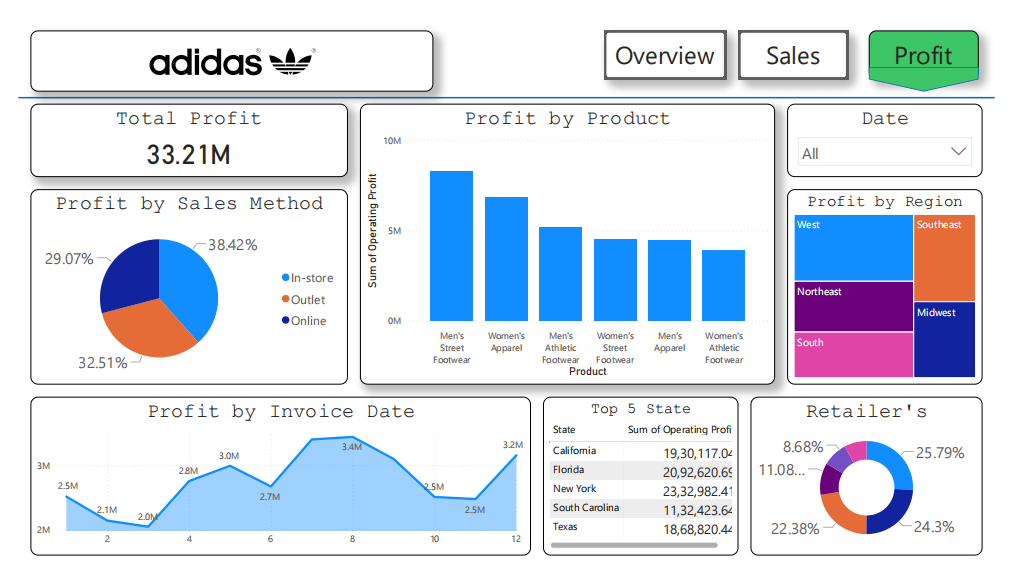 adidas
Overview
Sales
Profit
Total Profit
33.21M
Profit by Product
10M
5M
0M
Sum of Operating Profit
Men's Street Footwear
Women's Apparel
Men's Athletic Footwear
Women's Street Footwear
Men's Apparel
Women's Athletic Footwear
Product
Date
All
Profit by Sales Method
38.42%
29.07%
32.51%
In-store
Outlet
Online
Profit by Region
West
Southeast
Northeast
Midwest
South
Profit by Invoice Date
3M
2M
2.5M
2.1M
2.0M
2.8M
3.0M
2.7M
3.4M
2.5M
2.5M
3.2M
2
4
6
8
10
12
Top 5 State
State Sum of Operating Profi
California 19,30,117.04
Florida 20,92,620.69
New York 23,32,982.41
South Carolina 11,32,423.64
Texas 18,68,820.44
Retailer's
8.68%
25.79%
11.08...
22.38%
24.3%